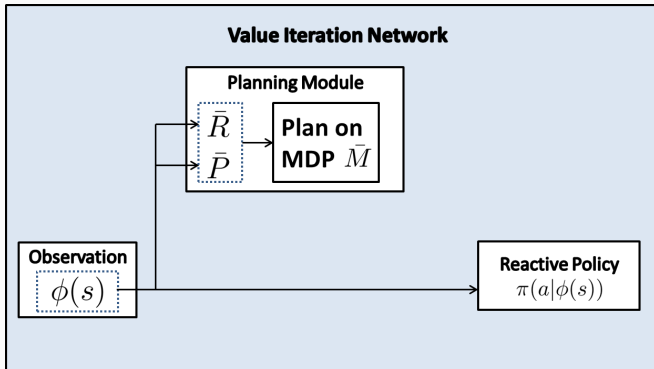 Value Iteration Network
Planning Module
R̄
P̄
Plan on
MDP M̄
Observation
ϕ(s)
Reactive Policy
π(a|ϕ(s))